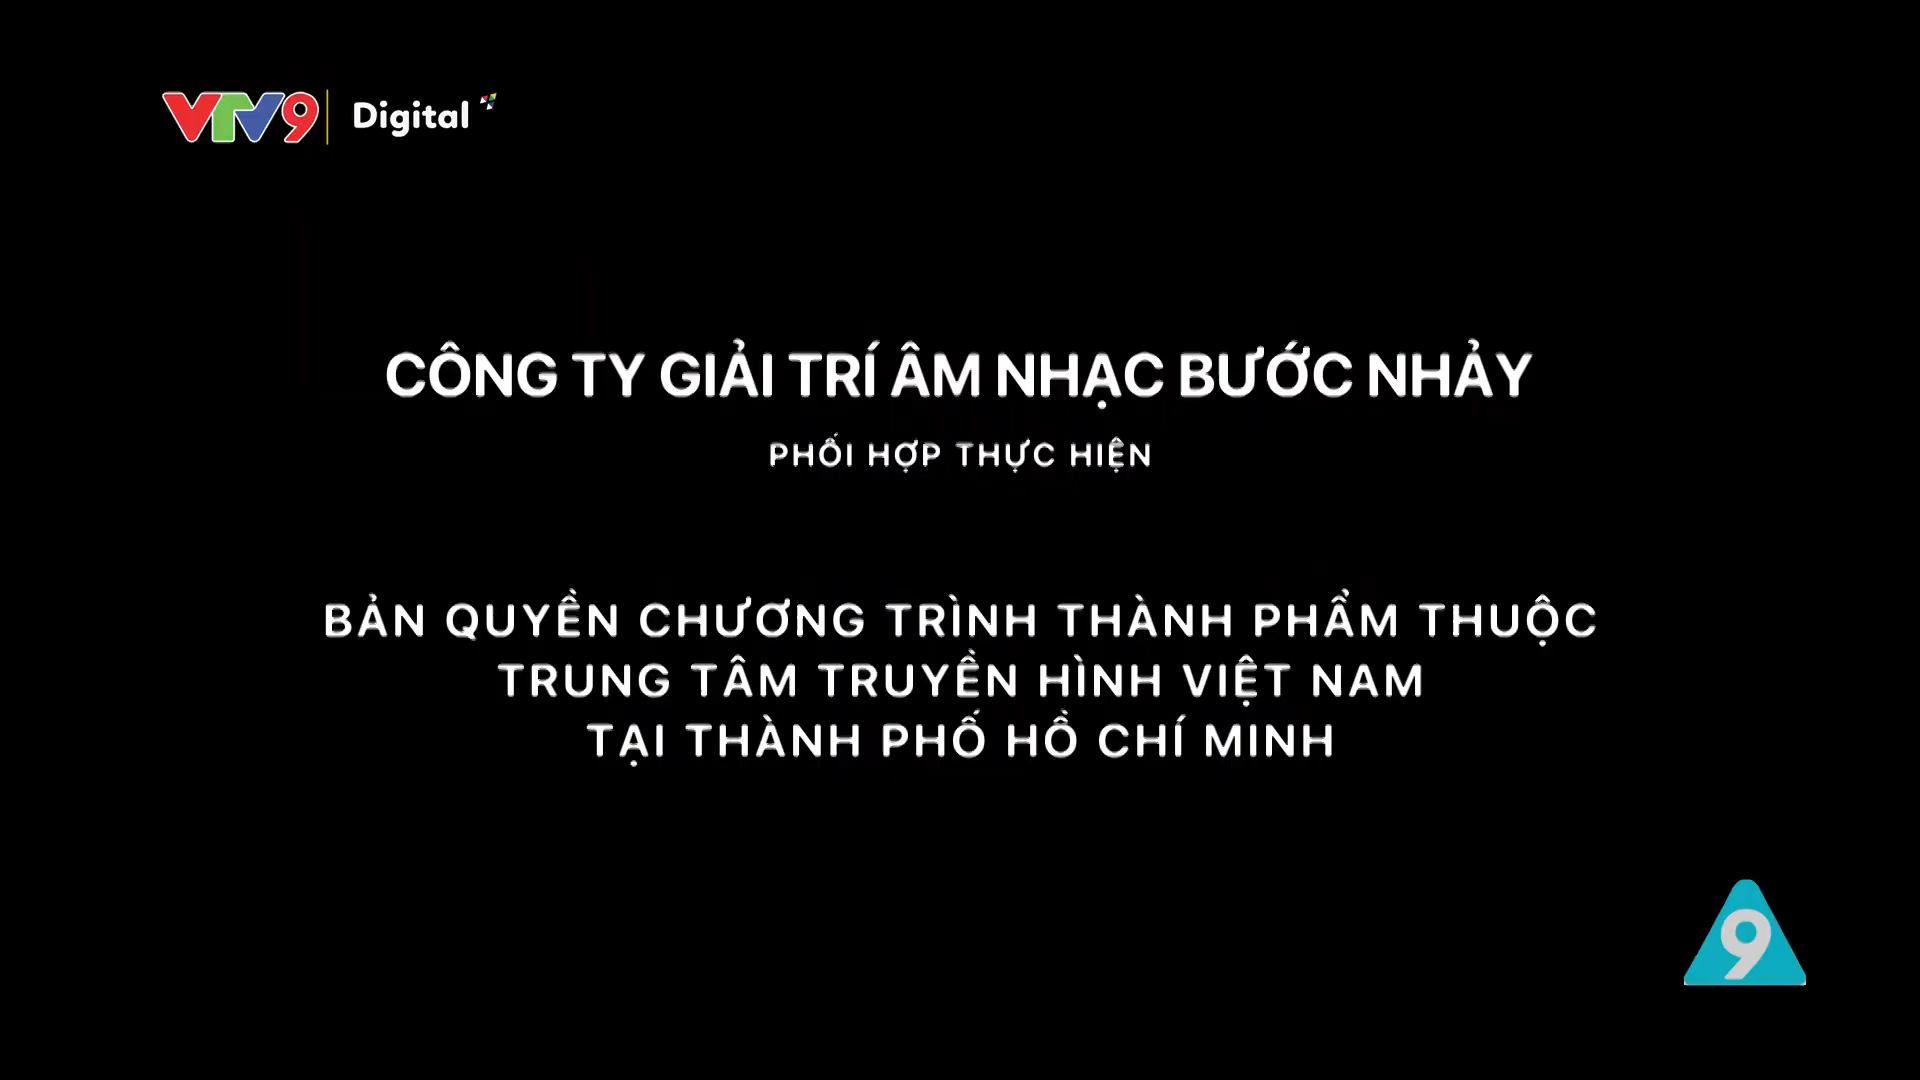 VTV9 Digital
CÔNG TY GIẢI TRÍ ÂM NHẠC BƯỚC NHẢY
PHỐI HỢP THỰC HIỆN
BẢN QUYỀN CHƯƠNG TRÌNH THÀNH PHẨM THUỘC
TRUNG TÂM TRUYỀN HÌNH VIỆT NAM
TẠI THÀNH PHỐ HỒ CHÍ MINH
9